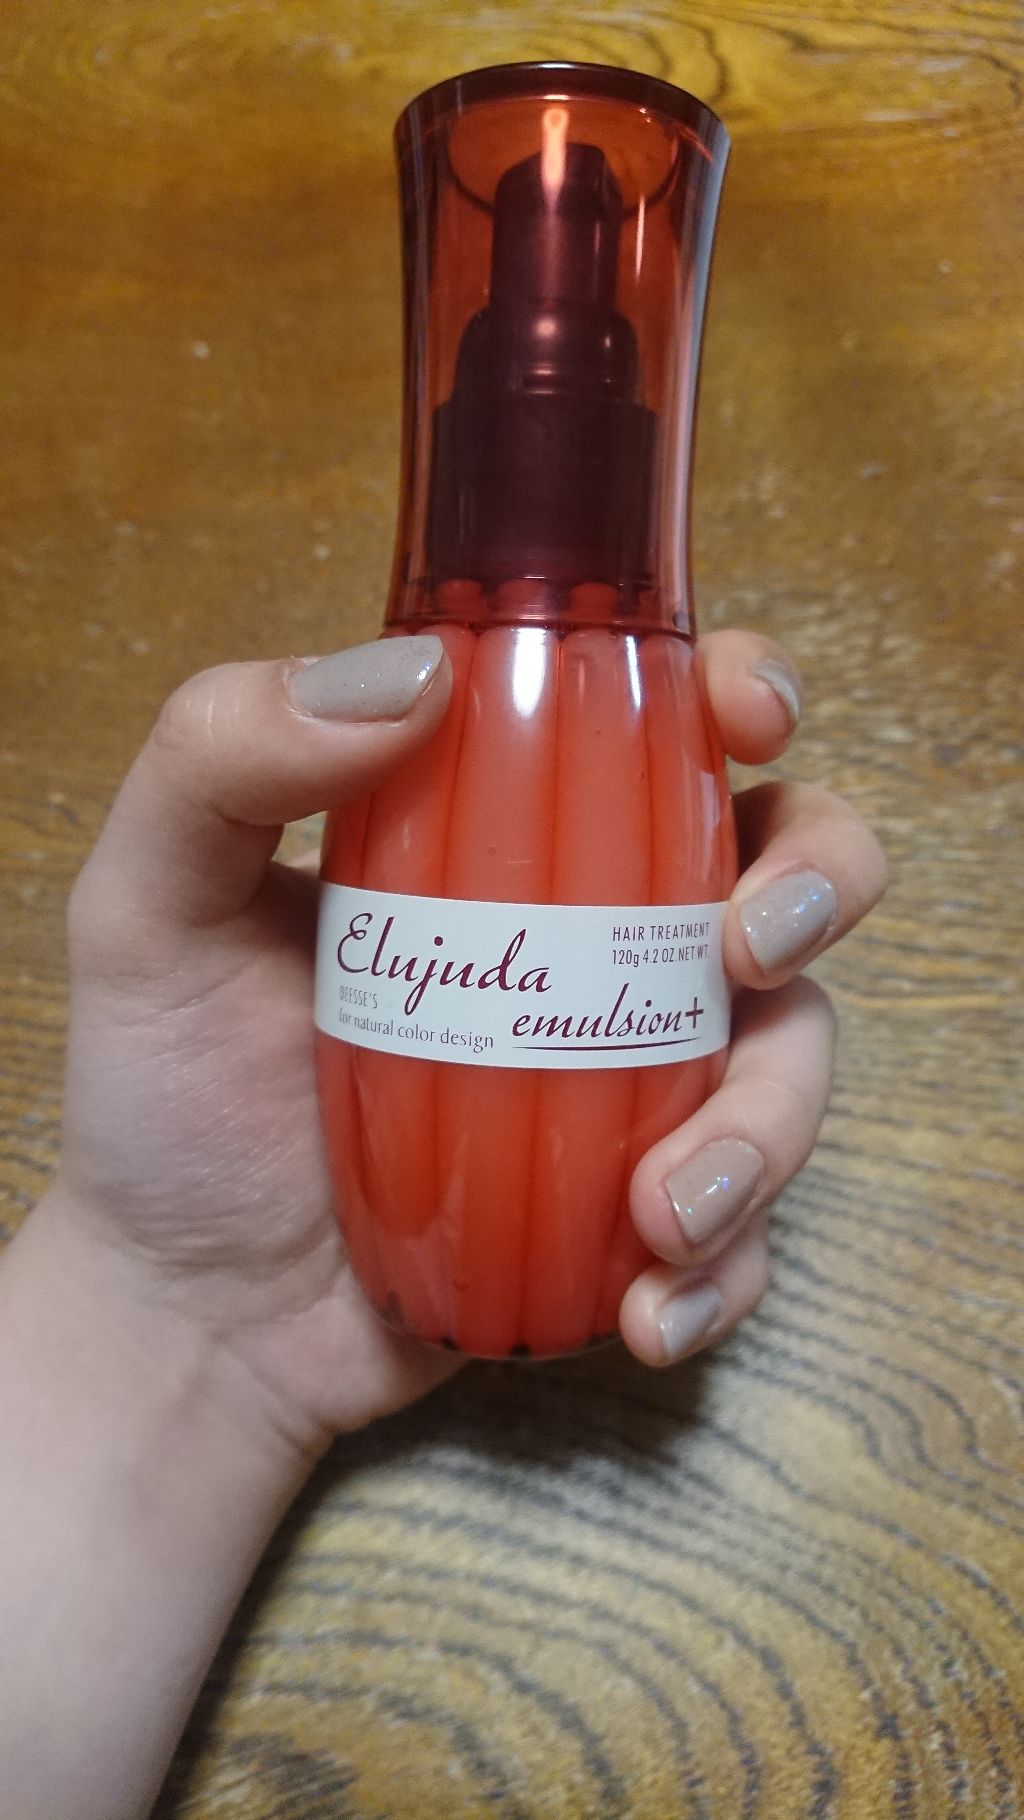 Elujuda
HAIR TREATMENT
120g 4.2 OZ.NET WT.
DEESSE'S
for natural color design
emulsion+